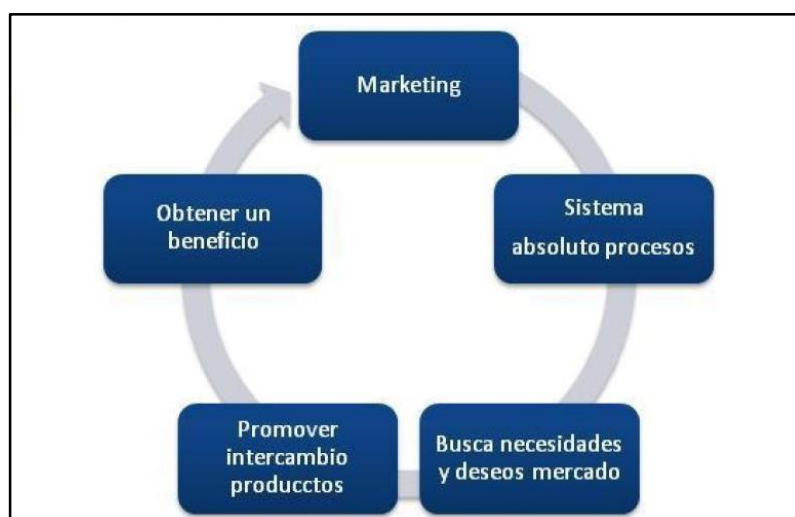 Marketing
Sistema
absoluto procesos
Busca necesidades
y deseos mercado
Promover
intercambio
producctos
Obtener un
beneficio